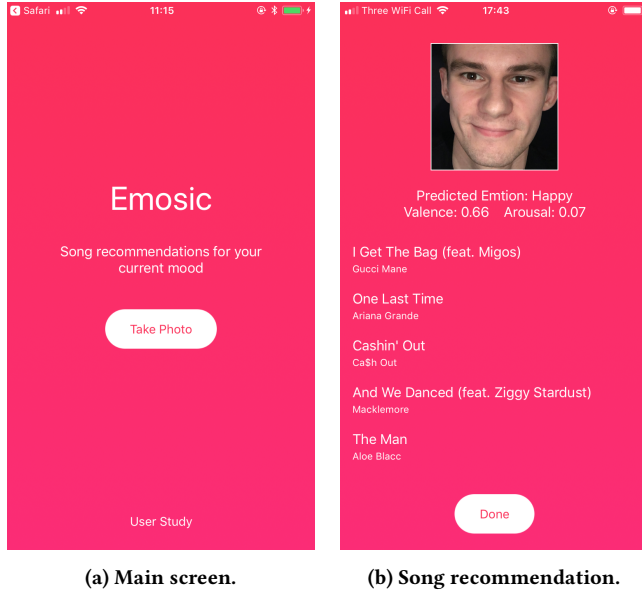 Safari 11:15
Emosic
Song recommendations for your
current mood
Take Photo
User Study
(a) Main screen.
Three WiFi Call 17:43
Predicted Emtion: Happy
Valence: 0.66 Arousal: 0.07
I Get The Bag (feat. Migos)
Gucci Mane
One Last Time
Ariana Grande
Cashin' Out
Ca$h Out
And We Danced (feat. Ziggy Stardust)
Macklemore
The Man
Aloe Blacc
Done
(b) Song recommendation.